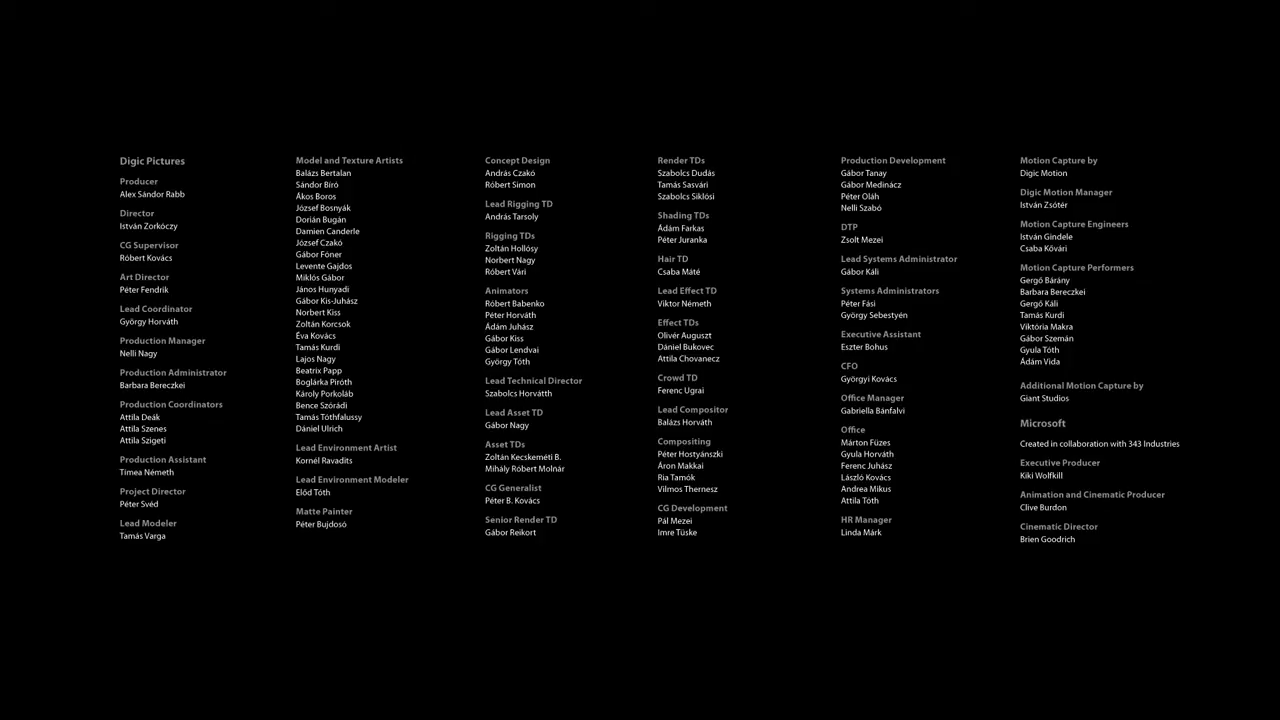 Digic Pictures
Producer
Alex Sándor Rabb
Director
István Zorkóczy
CG Supervisor
Róbert Kovács
Art Director
Péter Fendrik
Lead Coordinator
György Horváth
Production Manager
Nelli Nagy
Production Administrator
Barbara Bereczkei
Production Coordinators
Attila Deák
Attila Szenes
Attila Szigeti
Production Assistant
Tímea Németh
Project Director
Péter Svéd
Lead Modeler
Tamás Varga
Model and Texture Artists
Balázs Bertalan
Sándor Bíró
Ákos Boros
József Bosnyák
Dorián Bugán
Damien Canderle
József Czakó
Gábor Fóner
Levente Gajdos
Miklós Gábor
János Hunyadi
Gábor Kis-Juhász
Norbert Kiss
Zoltán Korcsok
Éva Kovács
Tamás Kurdi
Lajos Nagy
Beatrix Papp
Boglárka Piróth
Károly Porkoláb
Bence Szórádi
Tamás Tóthfalussy
Dániel Ulrich
Lead Environment Artist
Kornél Ravadits
Lead Environment Modeler
Előd Tóth
Matte Painter
Péter Bujdosó
Concept Design
András Czakó
Róbert Simon
Lead Rigging TD
András Tarsoly
Rigging TDs
Zoltán Hollósy
Norbert Nagy
Róbert Vári
Animators
Róbert Babenko
Péter Horváth
Ádám Juhász
Gábor Kiss
Gábor Lendvai
György Tóth
Lead Technical Director
Szabolcs Horvátth
Lead Asset TD
Gábor Nagy
Asset TDs
Zoltán Kecskeméti B.
Mihály Róbert Molnár
CG Generalist
Péter B. Kovács
Senior Render TD
Gábor Reikort
Render TDs
Szabolcs Dudás
Tamás Sasvári
Szabolcs Siklósi
Shading TDs
Ádám Farkas
Péter Juranka
Hair TD
Csaba Máté
Lead Effect TD
Viktor Németh
Effect TDs
Olivér Auguszt
Dániel Bukovec
Attila Chovanecz
Crowd TD
Ferenc Ugrai
Lead Compositor
Balázs Horváth
Compositing
Péter Hostyánszki
Áron Makkai
Ria Tamók
Vilmos Thernesz
CG Development
Pál Mezei
Imre Tüske
Production Development
Gábor Tanay
Gábor Medinácz
Péter Oláh
Nelli Szabó
DTP
Zsolt Mezei
Lead Systems Administrator
Gábor Káli
Systems Administrators
Péter Fási
György Sebestyén
Executive Assistant
Eszter Bohus
CFO
Györgyi Kovács
Office Manager
Gabriella Bánfalvi
Office
Márton Füzes
Gyula Horváth
Ferenc Juhász
László Kovács
Andrea Mikus
Attila Tóth
HR Manager
Linda Márk
Motion Capture by
Digic Motion
Digic Motion Manager
István Zsótér
Motion Capture Engineers
István Gindele
Csaba Kővári
Motion Capture Performers
Gergő Bárány
Barbara Bereczkei
Gergő Káli
Tamás Kurdi
Viktória Makra
Gábor Szemán
Gyula Tóth
Ádám Vida
Additional Motion Capture by
Giant Studios
Microsoft
Created in collaboration with 343 Industries
Executive Producer
Kiki Wolfkill
Animation and Cinematic Producer
Clive Burdon
Cinematic Director
Brien Goodrich